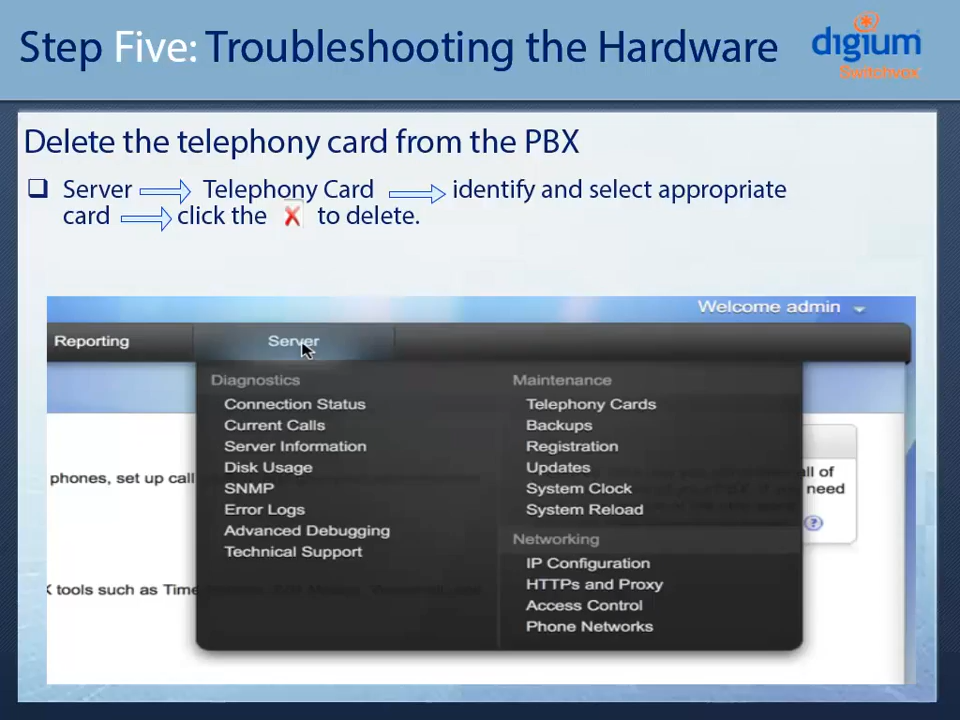 Step Five: Troubleshooting the Hardware
digium
Switchvox
Delete the telephony card from the PBX
Server Telephony Card identify and select appropriate
card click the X to delete.
Welcome admin
Reporting Server
Diagnostics
Connection Status
Current Calls
Server Information
Disk Usage
SNMP
Error Logs
Advanced Debugging
Technical Support
Maintenance
Telephony Cards
Backups
Registration
Updates
System Clock
System Reload
Networking
IP Configuration
HTTPs and Proxy
Access Control
Phone Networks
phones, set up call
all of
need
?
X tools such as Time